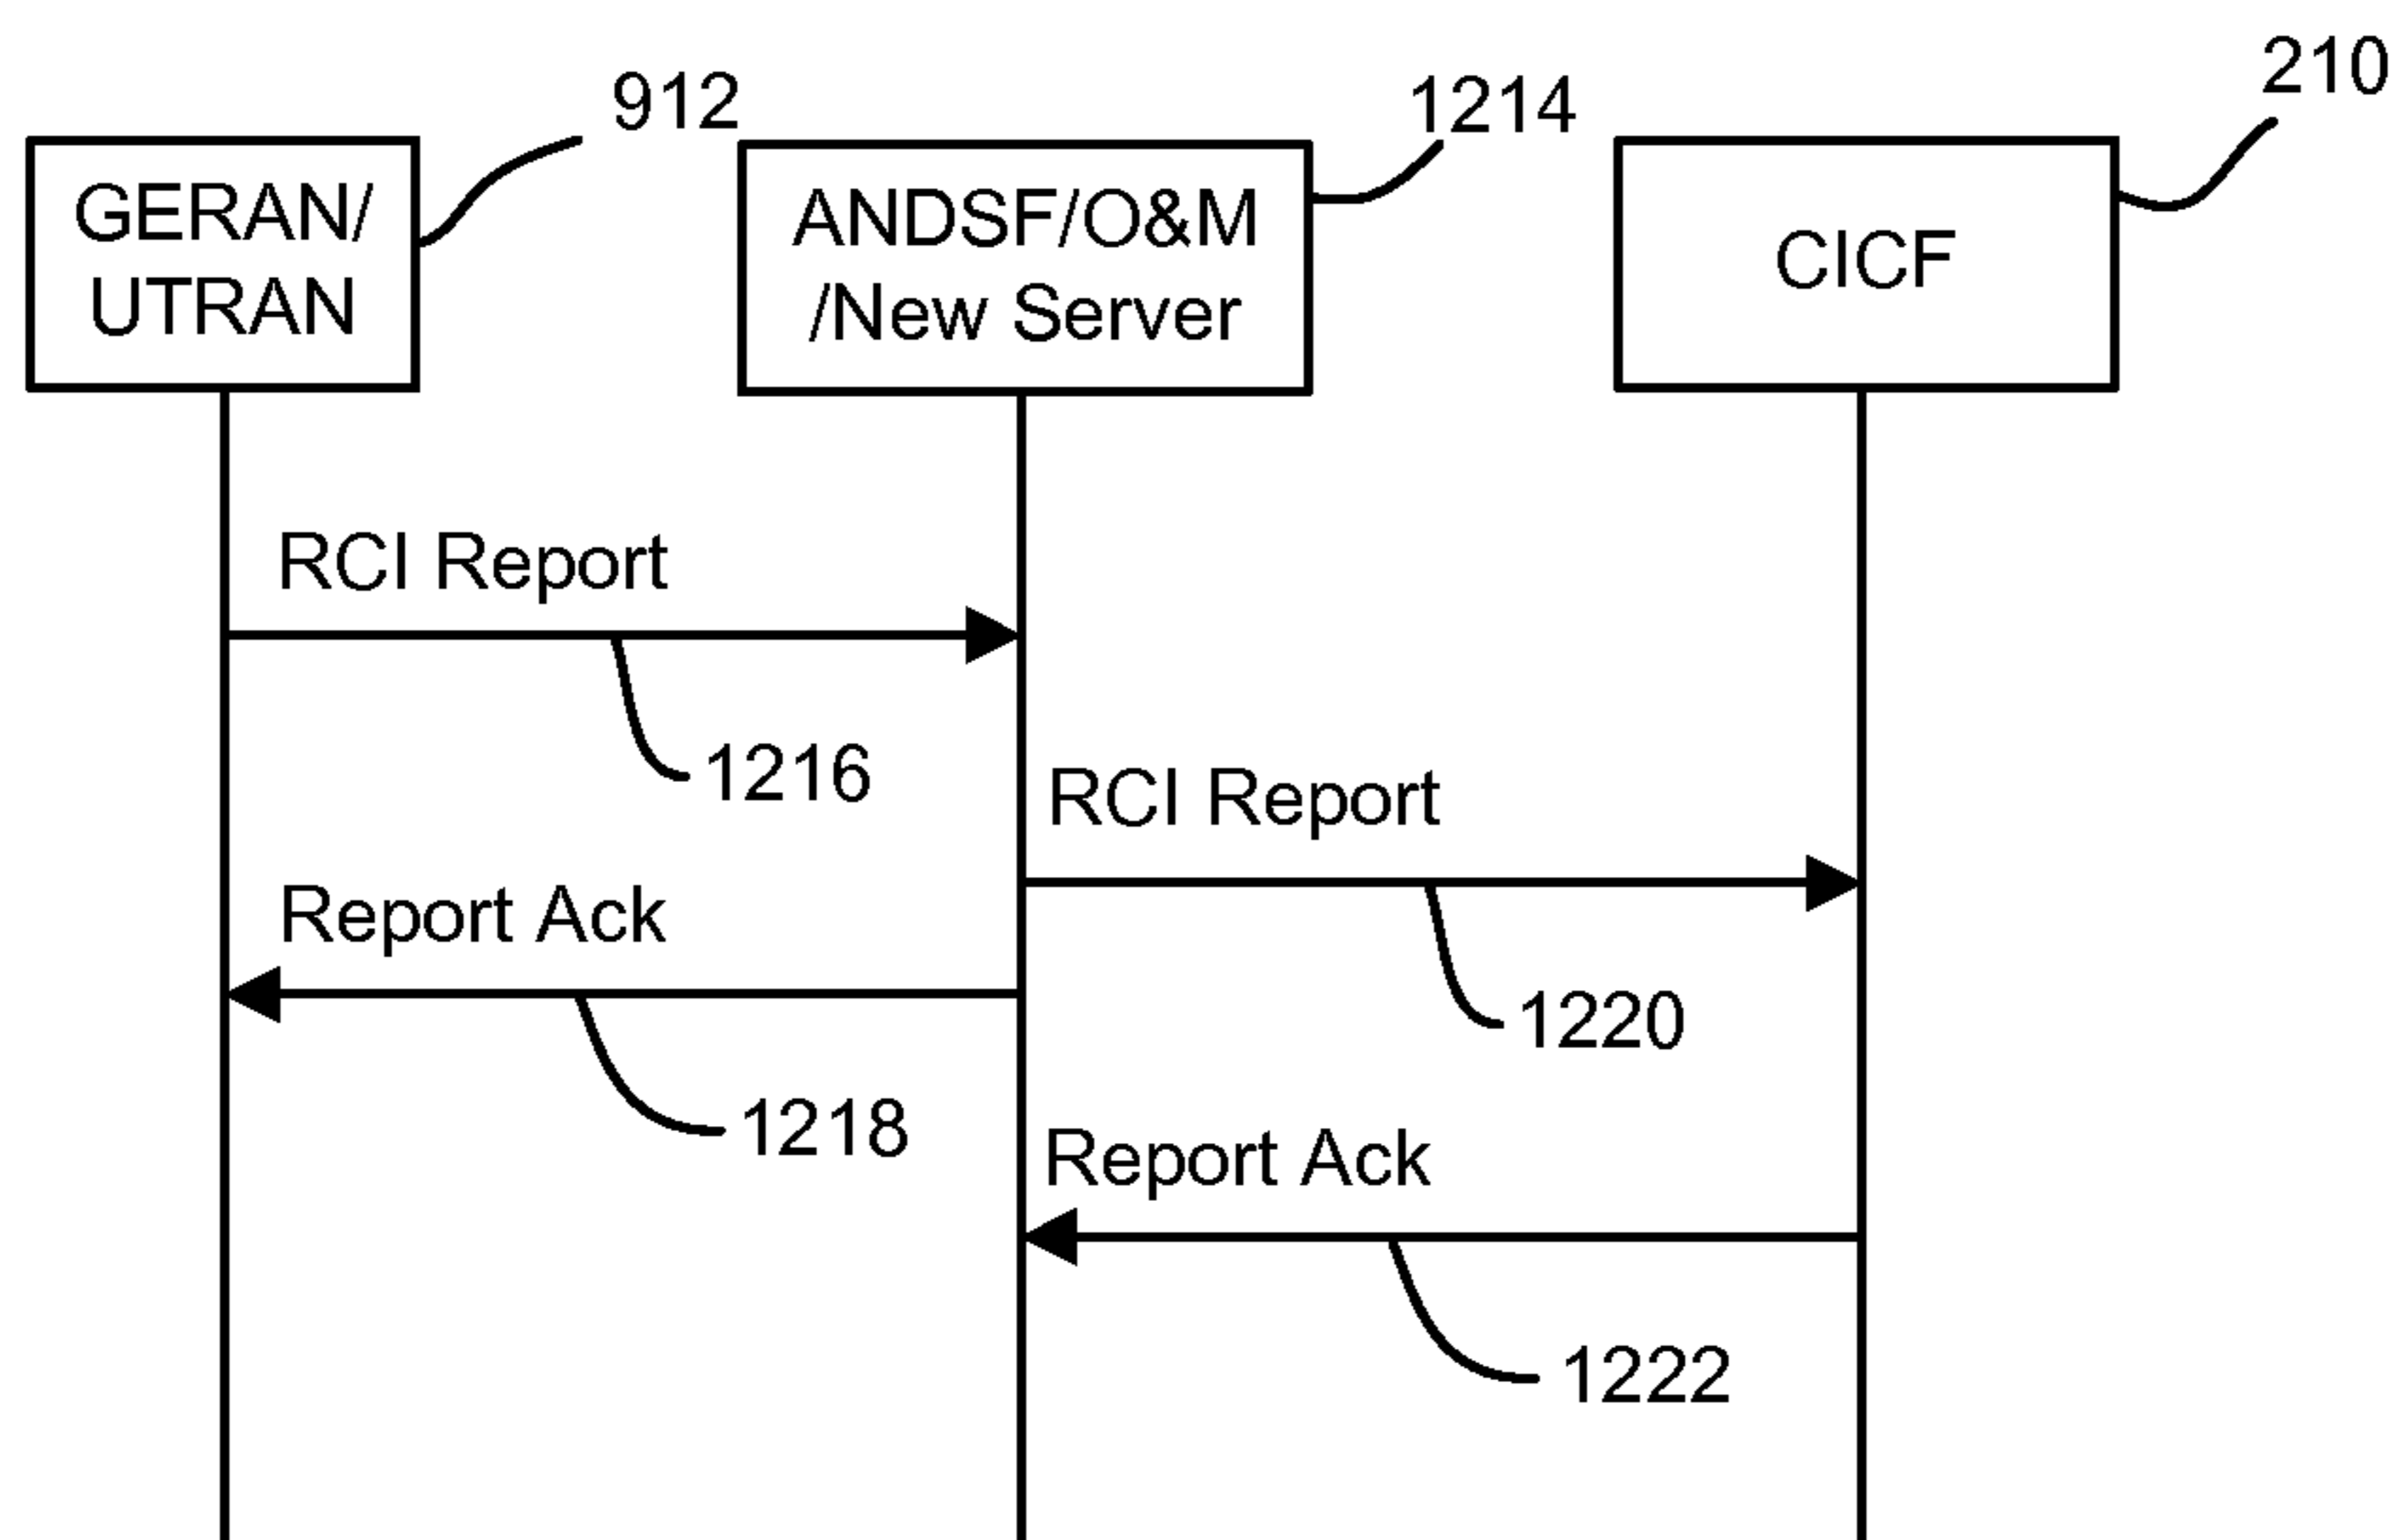 912
1214
210
GERAN/
UTRAN
ANDSF/O&M
/New Server
CICF
RCI Report
1216
RCI Report
Report Ack
1220
1218
Report Ack
1222